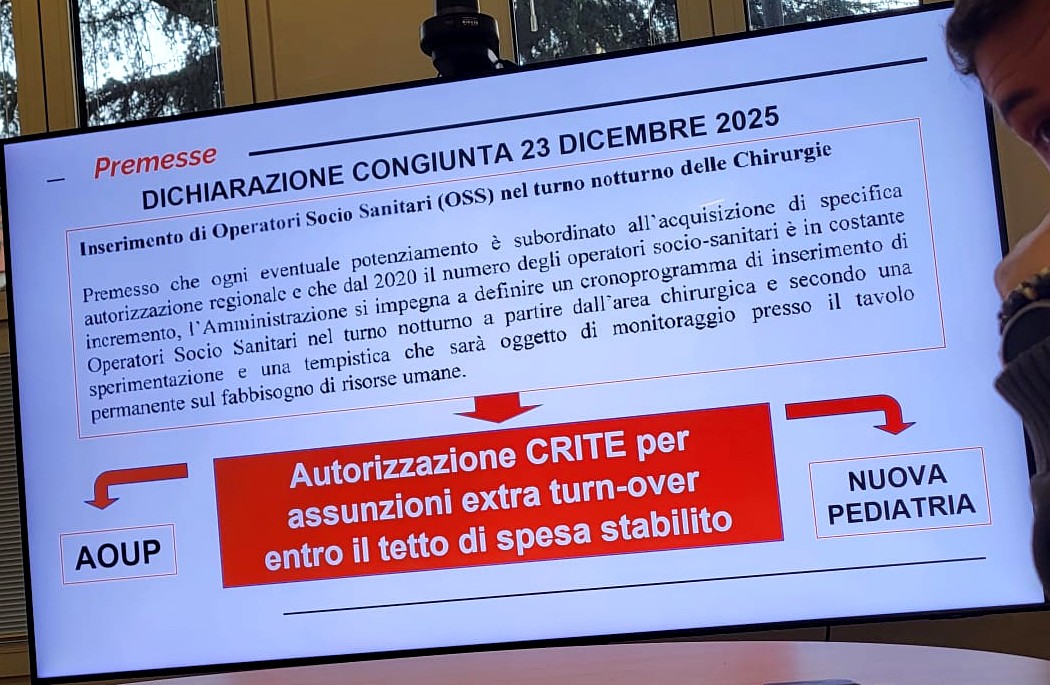 Premesse
DICHIARAZIONE CONGIUNTA 23 DICEMBRE 2025
Inserimento di Operatori Socio Sanitari (OSS) nel turno notturno delle Chirurgie
Premesso che ogni eventuale potenziamento è subordinato all'acquisizione di specifica
autorizzazione regionale e che dal 2020 il numero degli operatori socio-sanitari è in costante
incremento, l'Amministrazione si impegna a definire un cronoprogramma di inserimento di
Operatori Socio Sanitari nel turno notturno a partire dall'area chirurgica e secondo una
sperimentazione e una tempistica che sarà oggetto di monitoraggio presso il tavolo
permanente sul fabbisogno di risorse umane.
Autorizzazione CRITE per
assunzioni extra turn-over
entro il tetto di spesa stabilito
AOUP
NUOVA
PEDIATRIA